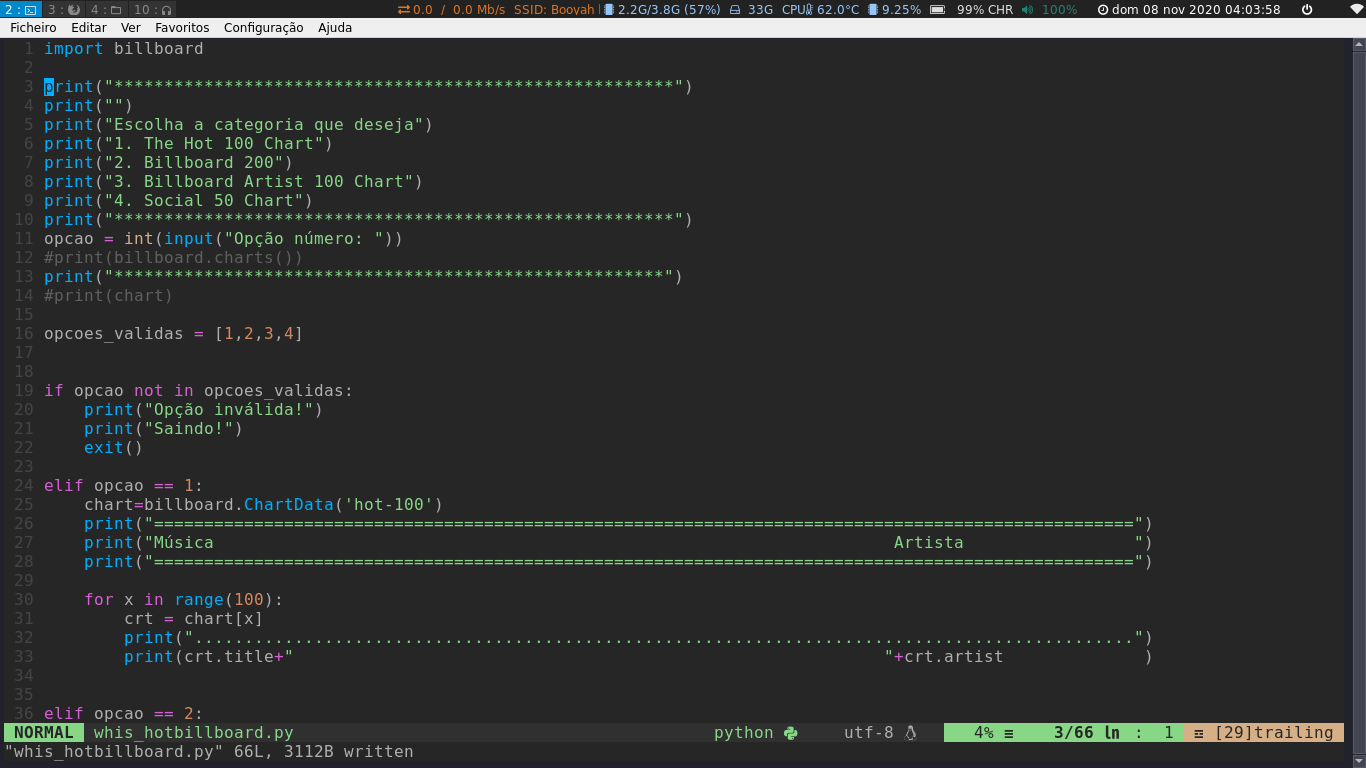 2 : 3 : 4 : 10 : 0.0 / 0.0 Mb/s SSID: Booyah 2.2G/3.8G (57%) 33G CPU 62.0°C 9.25% 99% CHR 100% dom 08 nov 2020 04:03:58
Ficheiro Editar Ver Favoritos Configuração Ajuda
1 import billboard
2
3 print("********************************************************")
4 print("")
5 print("Escolha a categoria que deseja")
6 print("1. The Hot 100 Chart")
7 print("2. Billboard 200")
8 print("3. Billboard Artist 100 Chart")
9 print("4. Social 50 Chart")
10 print("********************************************************")
11 opcao = int(input("Opção número: "))
12 #print(billboard.charts())
13 print("*******************************************************")
14 #print(chart)
15
16 opcoes_validas = [1,2,3,4]
17
18
19 if opcao not in opcoes_validas:
20     print("Opção inválida!")
21     print("Saindo!")
22     exit()
23
24 elif opcao == 1:
25     chart=billboard.ChartData('hot-100')
26     print("==================================================================================================")
27     print("Música                                                                    Artista                 ")
28     print("==================================================================================================")
29
30     for x in range(100):
31         crt = chart[x]
32         print("..............................................................................................")
33         print(crt.title+"                                                           "+crt.artist              )
34
35
36 elif opcao == 2:
NORMAL whis_hotbillboard.py python utf-8 4% 3/66 ln : 1 [29]trailing
"whis_hotbillboard.py" 66L, 3112B written